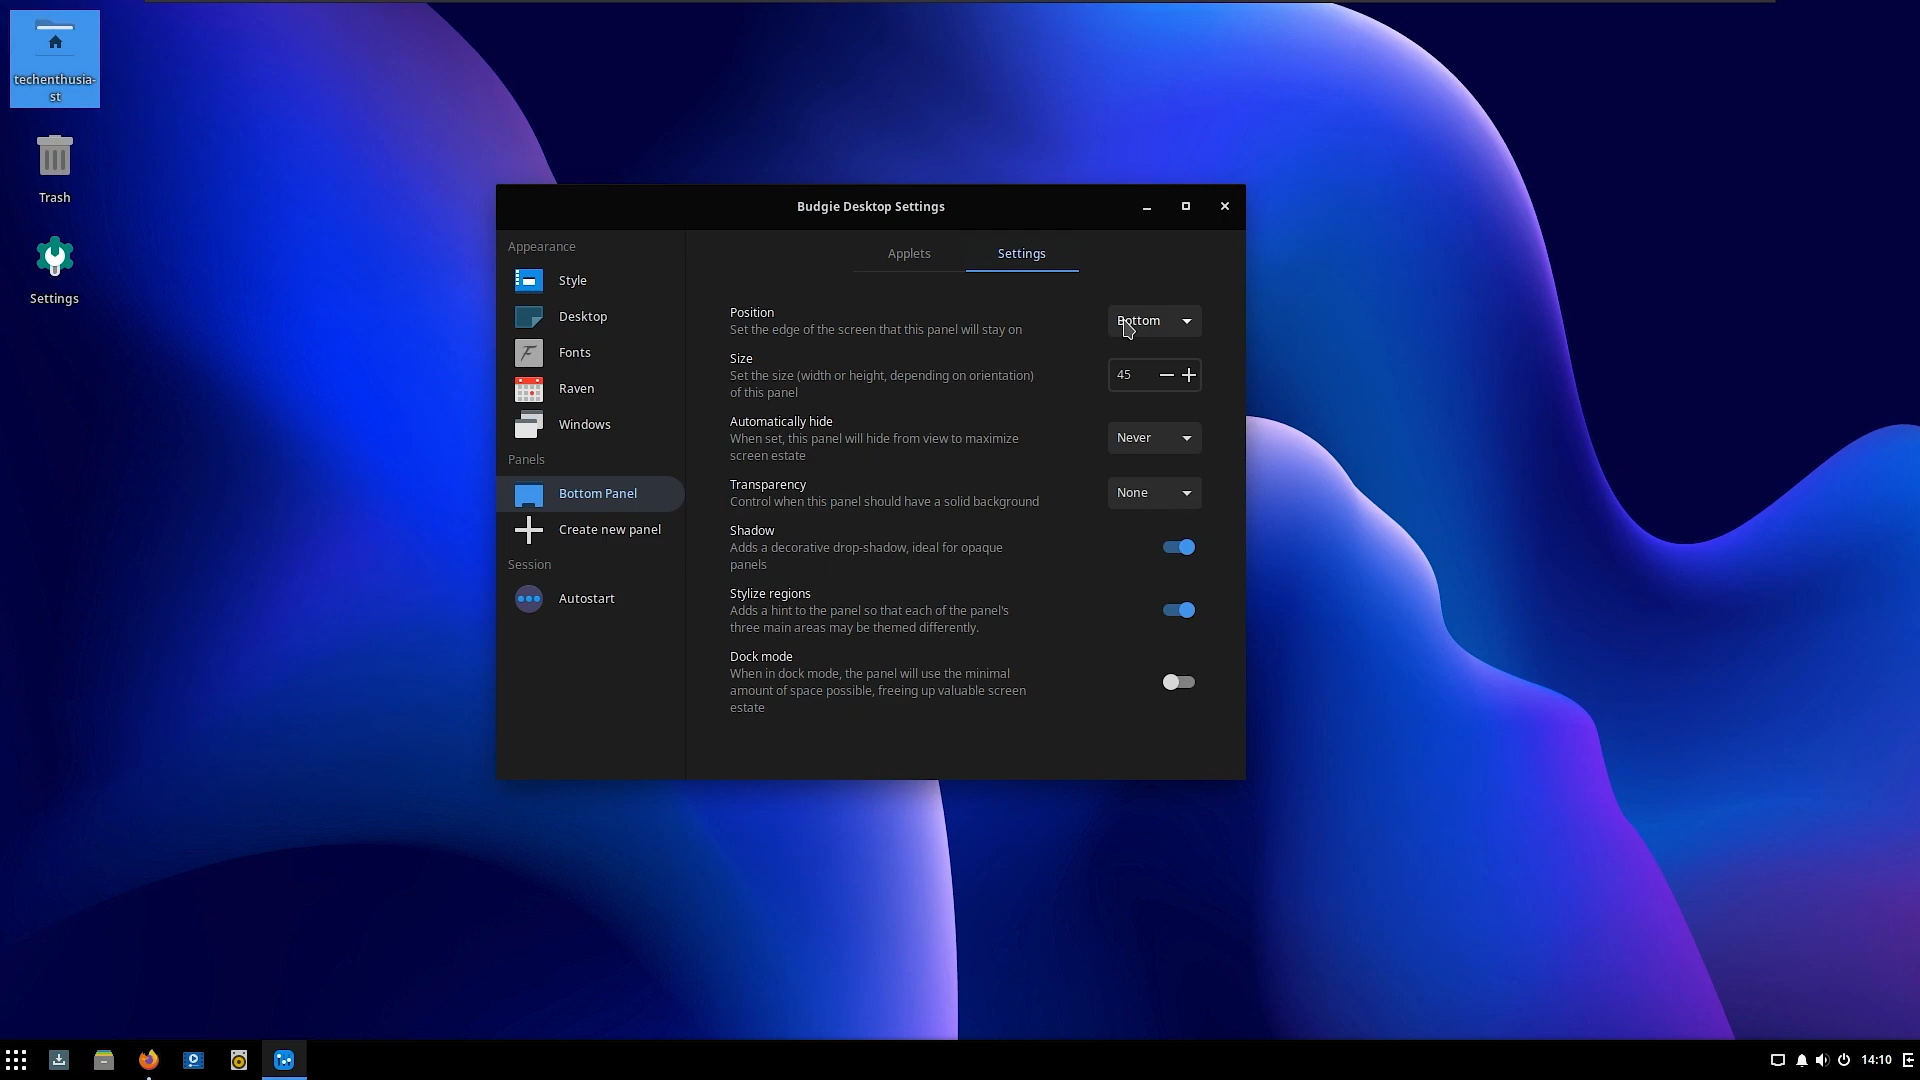 techenthusia-
st
Trash
Settings
Budgie Desktop Settings
Appearance
Style
Desktop
Fonts
Raven
Windows
Panels
Bottom Panel
Create new panel
Session
Autostart
Applets
Settings
Position
Set the edge of the screen that this panel will stay on
Bottom
Size
Set the size (width or height, depending on orientation)
of this panel
45
Automatically hide
When set, this panel will hide from view to maximize
screen estate
Never
Transparency
Control when this panel should have a solid background
None
Shadow
Adds a decorative drop-shadow, ideal for opaque
panels
Stylize regions
Adds a hint to the panel so that each of the panel's
three main areas may be themed differently.
Dock mode
When in dock mode, the panel will use the minimal
amount of space possible, freeing up valuable screen
estate
14:10